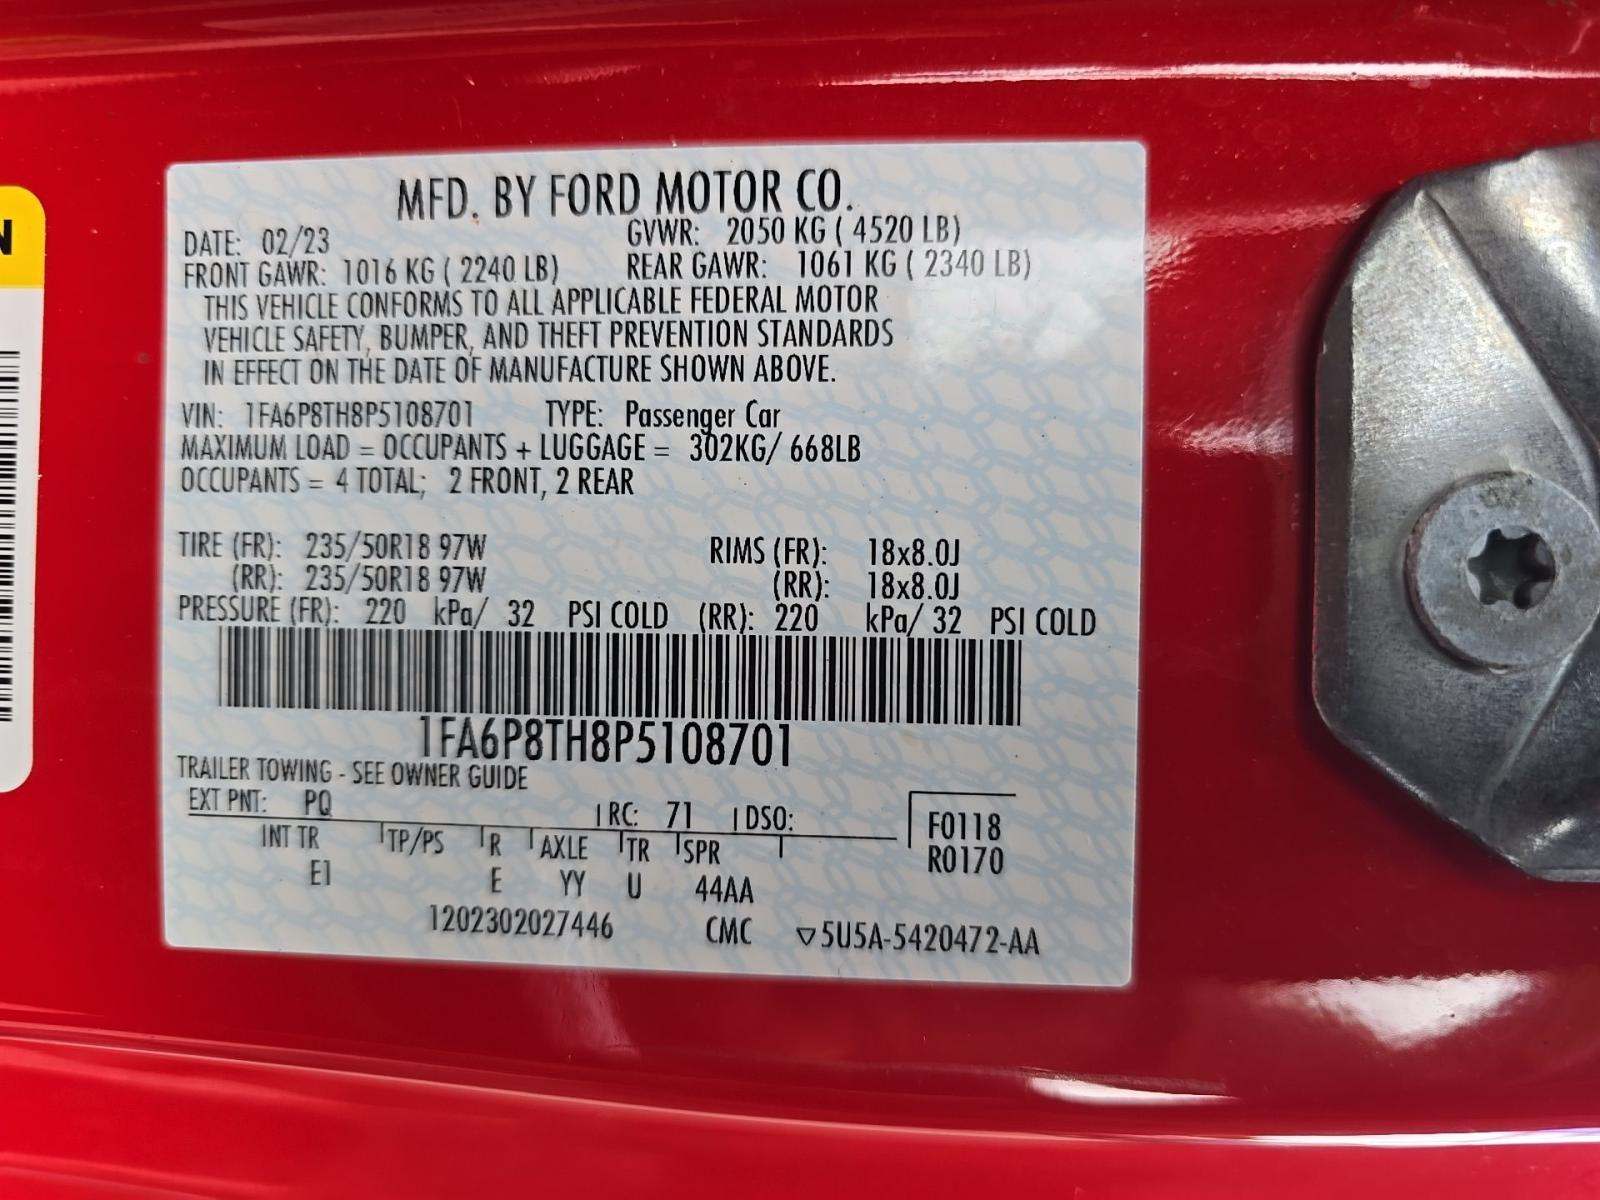 N
MFD. BY FORD MOTOR CO.
DATE: 02/23 GVWR: 2050 KG ( 4520 LB)
FRONT GAWR: 1016 KG ( 2240 LB) REAR GAWR: 1061 KG ( 2340 LB)
THIS VEHICLE CONFORMS TO ALL APPLICABLE FEDERAL MOTOR
VEHICLE SAFETY, BUMPER, AND THEFT PREVENTION STANDARDS
IN EFFECT ON THE DATE OF MANUFACTURE SHOWN ABOVE.
VIN: 1FA6P8TH8P5108701 TYPE: Passenger Car
MAXIMUM LOAD = OCCUPANTS + LUGGAGE = 302KG/ 668LB
OCCUPANTS = 4 TOTAL; 2 FRONT, 2 REAR
TIRE (FR): 235/50R18 97W RIMS (FR): 18x8.0J
(RR): 235/50R18 97W (RR): 18x8.0J
PRESSURE (FR): 220 kPa/ 32 PSI COLD (RR): 220 kPa/ 32 PSI COLD
1FA6P8TH8P5108701
TRAILER TOWING - SEE OWNER GUIDE
EXT PNT: PQ RC: 71 DSO: F0118
INT TR TP/PS R AXLE TR SPR R0170
E1 E YY U 44AA
1202302027446 CMC ▽5U5A-5420472-AA